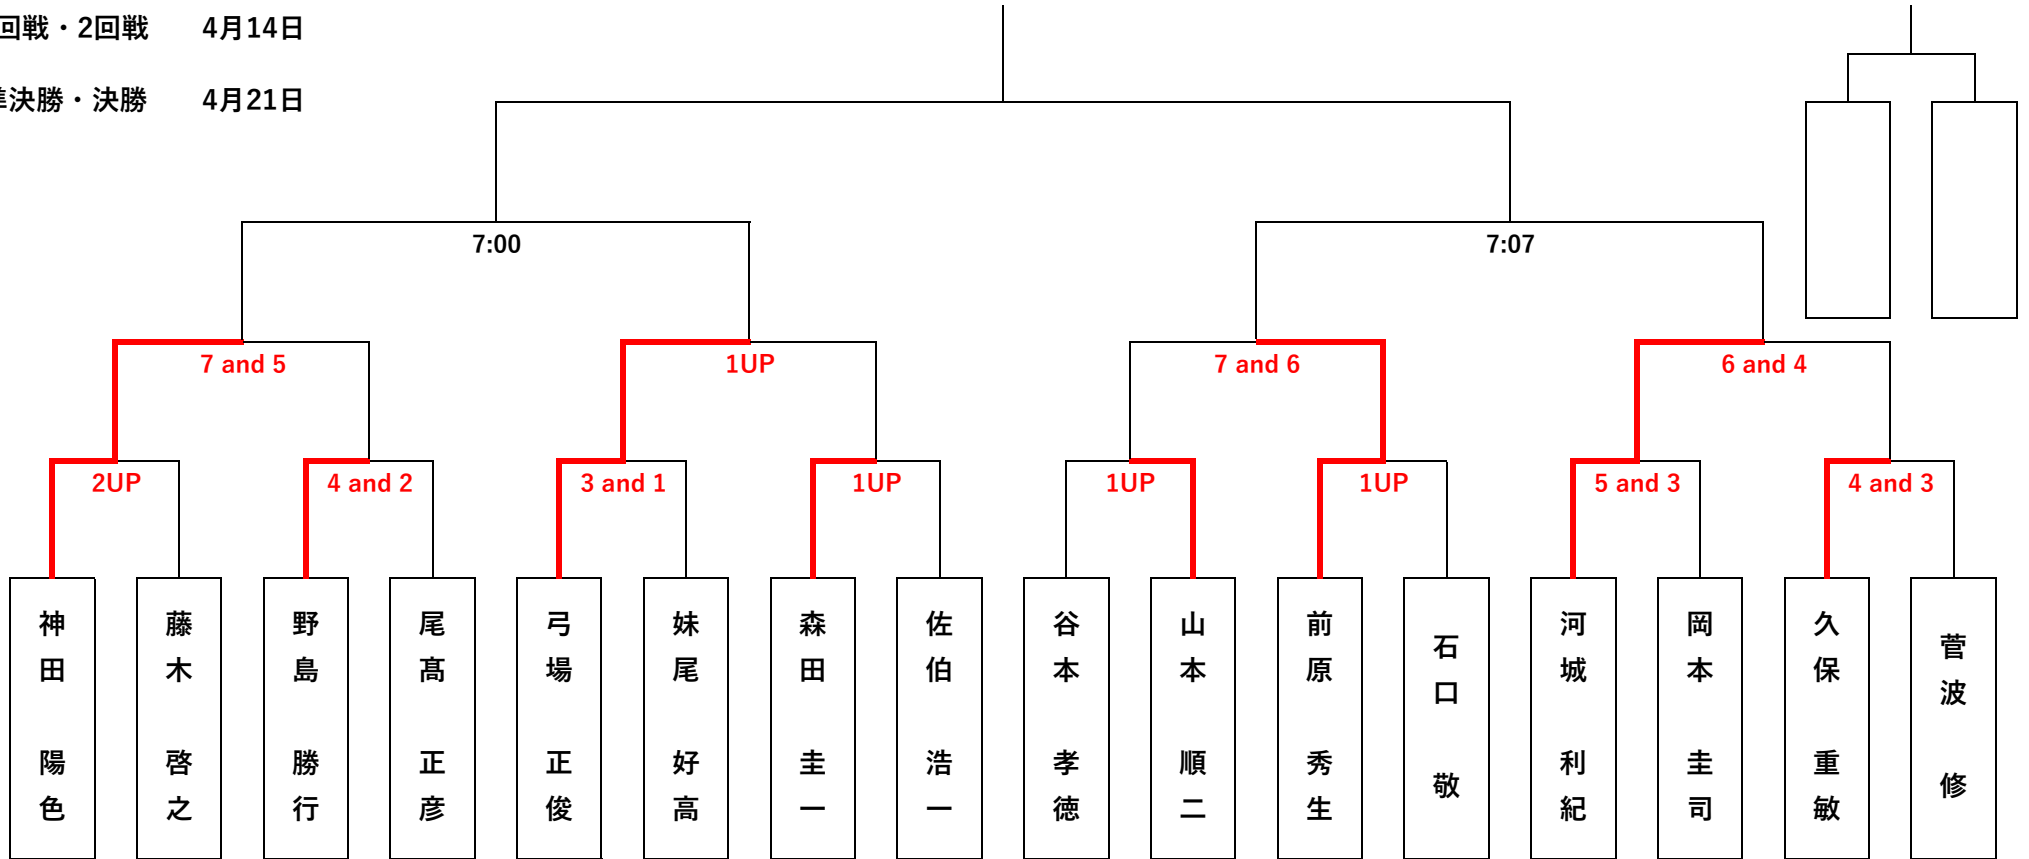 回戦・2回戦 4月14日
準決勝・決勝 4月21日
7:00 7:07
7 and 5 1UP 7 and 6 6 and 4
2UP 4 and 2 3 and 1 1UP 1UP 1UP 5 and 3 4 and 3
神田 陽色
藤木 啓之
野島 勝行
尾髙 正彦
弓場 正俊
妹尾 好高
森田 圭一
佐伯 浩一
谷本 孝徳
山本 順二
前原 秀生
石口 敬
河城 利紀
岡本 圭司
久保 重敏
菅波 修